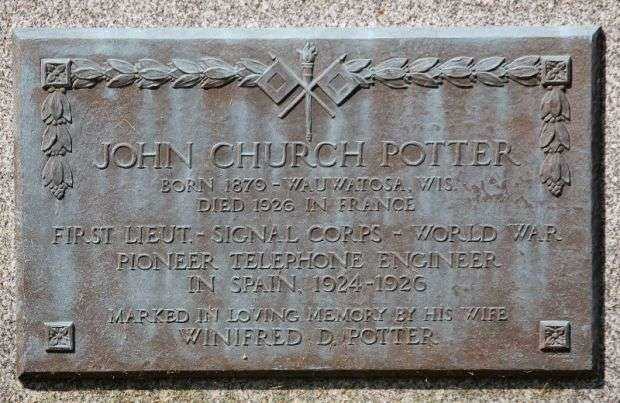 JOHN CHURCH POTTER
BORN 1879 - WAUWATOSA, WIS.
DIED 1926 IN FRANCE
FIRST LIEUT. - SIGNAL CORPS - WORLD WAR
PIONEER TELEPHONE ENGINEER
IN SPAIN, 1924-1926
MARKED IN LOVING MEMORY BY HIS WIFE
WINIFRED D. POTTER